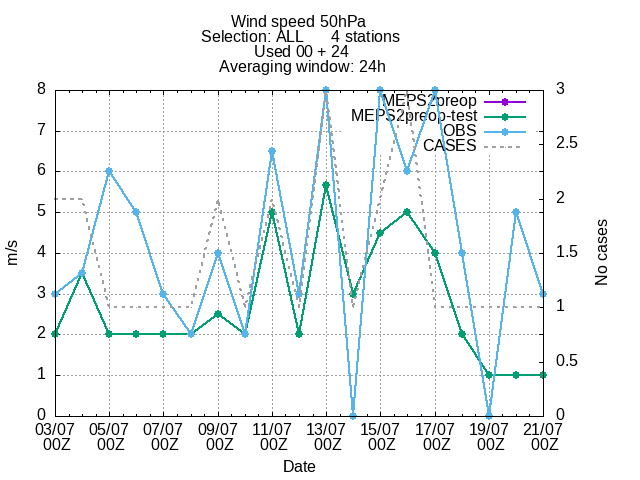 Wind speed 50hPa
Selection: ALL 4 stations
Used 00 + 24
Averaging window: 24h
MEPS2preop
MEPS2preop-test
OBS
CASES
8
7
6
5
4
3
2
1
0
m/s
3
2.5
2
1.5
1
0.5
0
No cases
03/07 05/07 07/07 09/07 11/07 13/07 15/07 17/07 19/07 21/07
00Z 00Z 00Z 00Z 00Z 00Z 00Z 00Z 00Z 00Z
Date